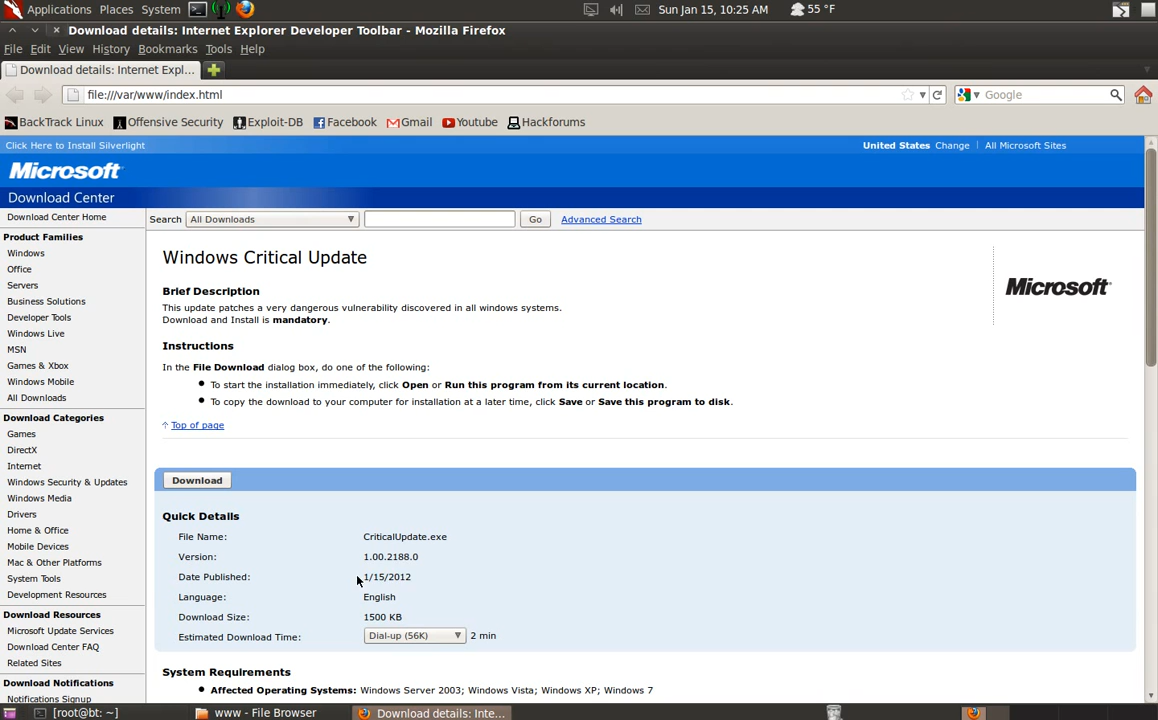 Applications Places System Sun Jan 15, 10:25 AM 55 °F
Download details: Internet Explorer Developer Toolbar - Mozilla Firefox
File Edit View History Bookmarks Tools Help
Download details: Internet Expl...
file:///var/www/index.html Google
BackTrack Linux Offensive Security Exploit-DB Facebook Gmail Youtube Hackforums
Click Here to Install Silverlight United States Change All Microsoft Sites
Microsoft
Download Center
Download Center Home
Product Families
Windows
Office
Servers
Business Solutions
Developer Tools
Windows Live
MSN
Games & Xbox
Windows Mobile
All Downloads
Download Categories
Games
DirectX
Internet
Windows Security & Updates
Windows Media
Drivers
Home & Office
Mobile Devices
Mac & Other Platforms
System Tools
Development Resources
Download Resources
Microsoft Update Services
Download Center FAQ
Related Sites
Download Notifications
Notifications Signup
Search All Downloads Go Advanced Search
Windows Critical Update
Microsoft
Brief Description
This update patches a very dangerous vulnerability discovered in all windows systems.
Download and Install is mandatory.
Instructions
In the File Download dialog box, do one of the following:
To start the installation immediately, click Open or Run this program from its current location.
To copy the download to your computer for installation at a later time, click Save or Save this program to disk.
Top of page
Download
Quick Details
File Name: CriticalUpdate.exe
Version: 1.00.2188.0
Date Published: 1/15/2012
Language: English
Download Size: 1500 KB
Estimated Download Time: Dial-up (56K) 2 min
System Requirements
Affected Operating Systems: Windows Server 2003; Windows Vista; Windows XP; Windows 7
[root@bt: ~] www - File Browser Download details: Inte...